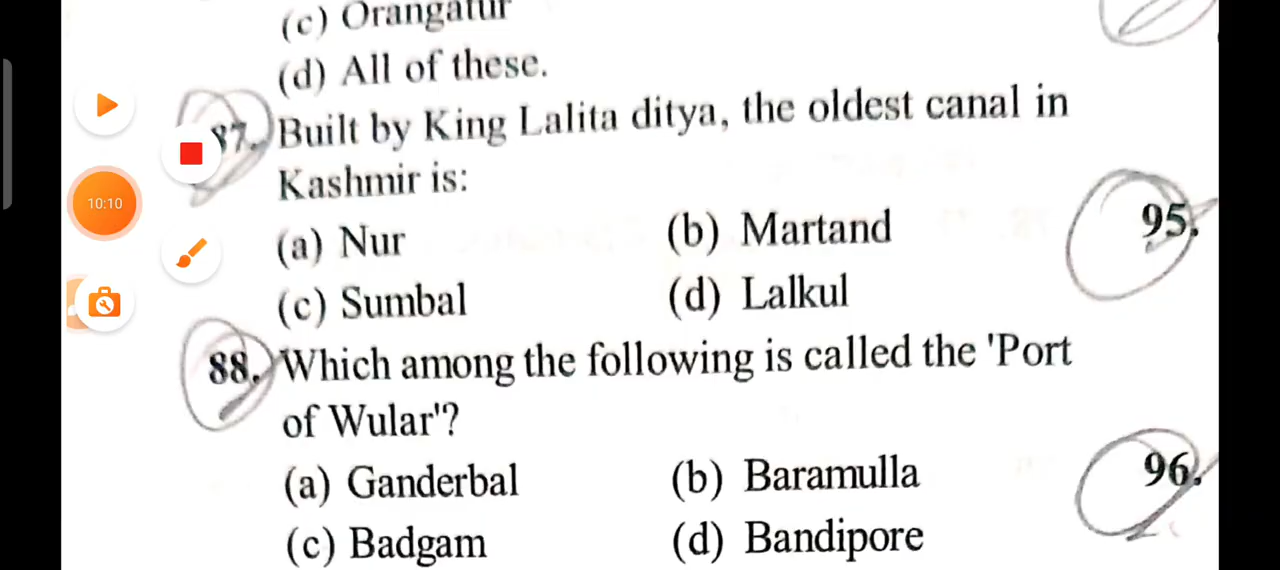 (c) Orangatur
(d) All of these.
87. Built by King Lalita ditya, the oldest canal in
Kashmir is:
(a) Nur (b) Martand
(c) Sumbal (d) Lalkul
88. Which among the following is called the 'Port
of Wular'?
(a) Ganderbal (b) Baramulla
(c) Badgam (d) Bandipore
95.
96.
10:10